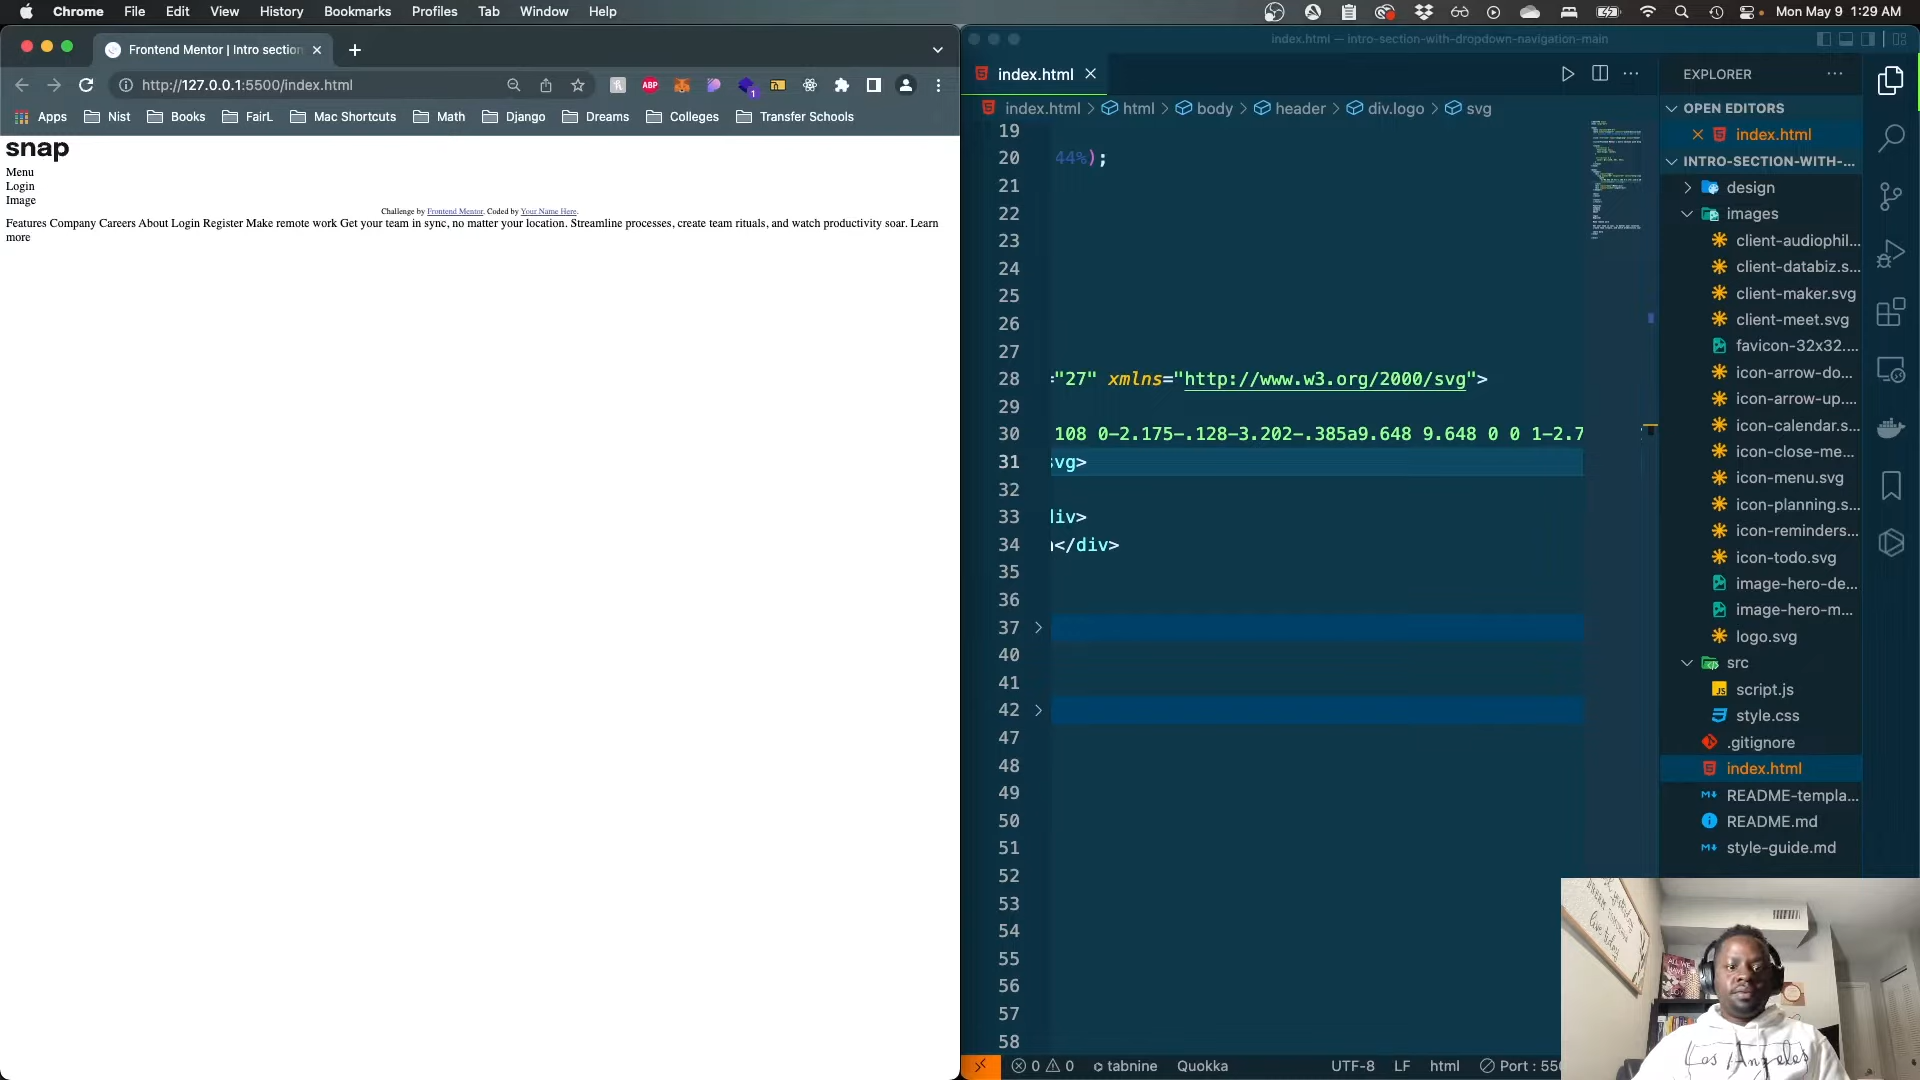 Chrome File Edit View History Bookmarks Profiles Tab Window Help Mon May 9 1:29 AM
Frontend Mentor | Intro section
http://127.0.0.1:5500/index.html
ABP
1
Apps Nist Books FairL Mac Shortcuts Math Django Dreams Colleges Transfer Schools
snap
Menu
Login
Image
Challenge by Frontend Mentor. Coded by Your Name Here.
Features Company Careers About Login Register Make remote work Get your team in sync, no matter your location. Streamline processes, create team rituals, and watch productivity soar. Learn
more
index.html — intro-section-with-dropdown-navigation-main
index.html
index.html > html > body > header > div.logo > svg
19
20 44%);
21
22
23
24
25
26
27
28 ="27" xmlns="http://www.w3.org/2000/svg">
29
30 108 0-2.175-.128-3.202-.385a9.648 9.648 0 0 1-2.7
31 svg>
32
33 div>
34 </div>
35
36
37
40
41
42
47
48
49
50
51
52
53
54
55
56
57
58
EXPLORER
OPEN EDITORS
index.html
INTRO-SECTION-WITH-...
design
images
client-audiophil...
client-databiz.s...
client-maker.svg
client-meet.svg
favicon-32x32....
icon-arrow-do...
icon-arrow-up....
icon-calendar.s...
icon-close-me...
icon-menu.svg
icon-planning.s...
icon-reminders...
icon-todo.svg
image-hero-de...
image-hero-m...
logo.svg
src
JS script.js
style.css
.gitignore
index.html
README-templa...
README.md
style-guide.md
0 0 tabnine Quokka UTF-8 LF html Port : 550
ALL WE
HAVE
Los Angeles